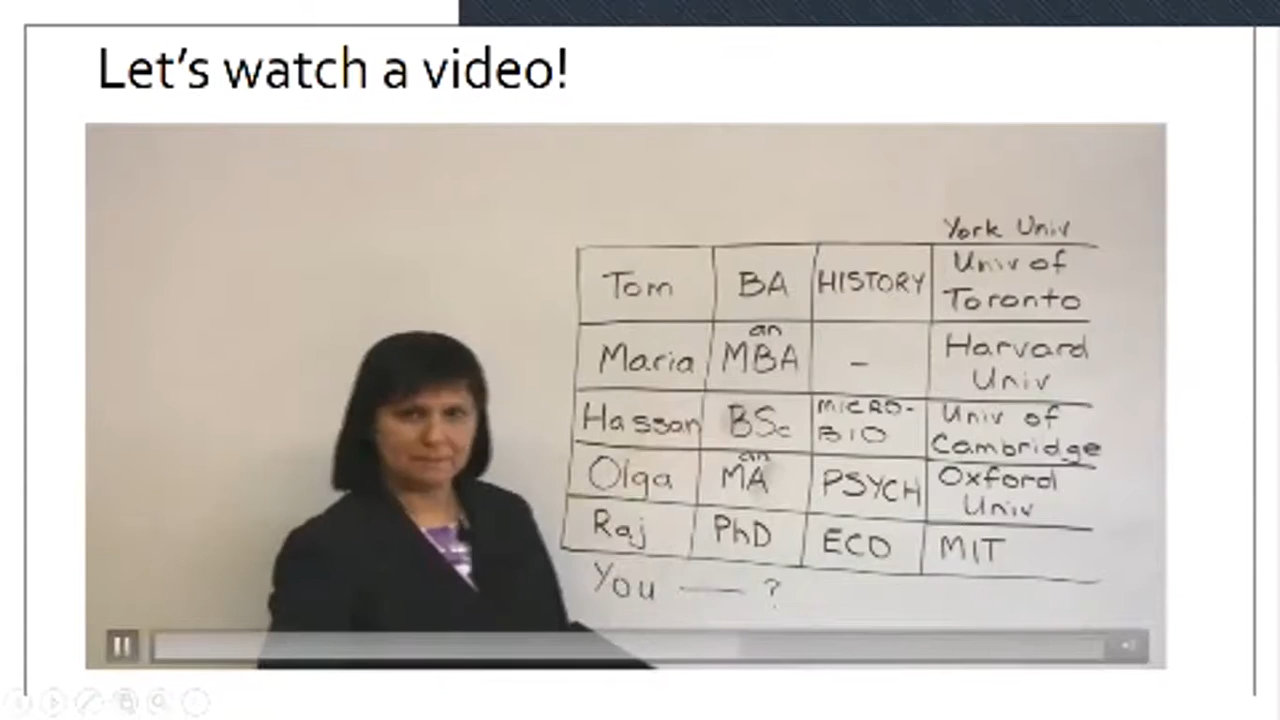 Let's watch a video!
York Univ
Tom BA HISTORY Univ of Toronto
an
Maria MBA - Harvard Univ
Hassan BSc MICRO-BIO Univ of Cambridge
an
Olga MA PSYCH Oxford Univ
Raj PhD ECO MIT
You — ?